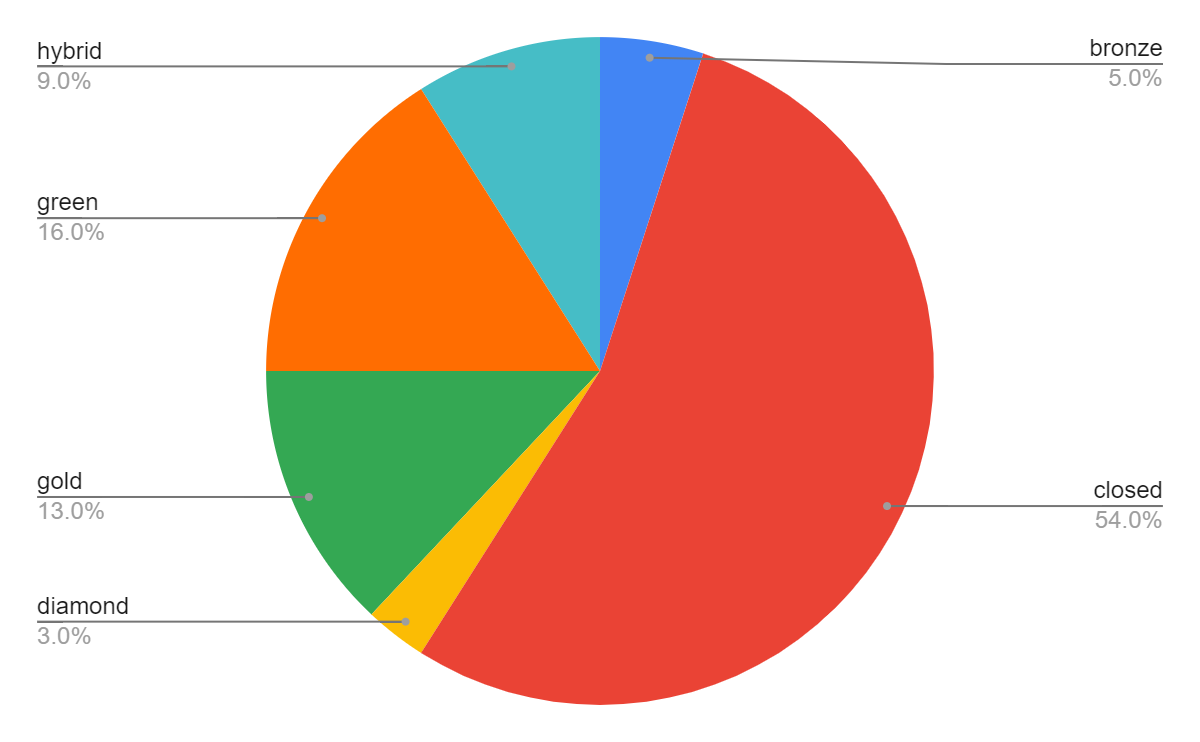 hybrid
9.0%
green
16.0%
gold
13.0%
diamond
3.0%
bronze
5.0%
closed
54.0%